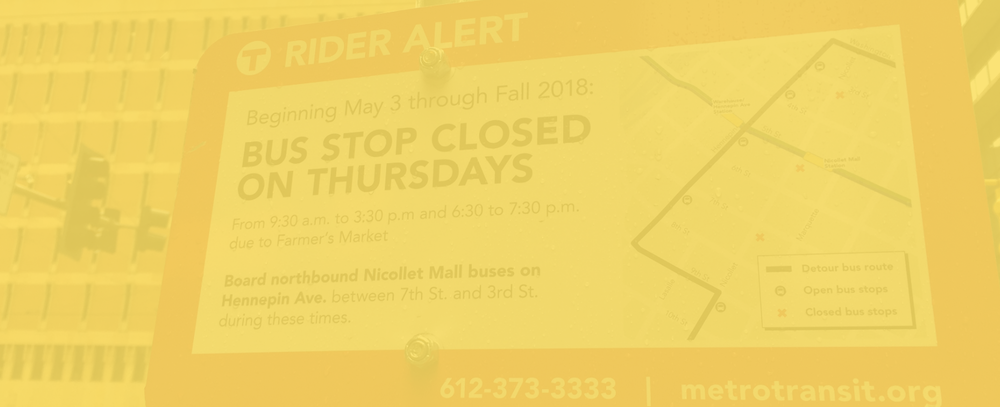 T RIDER ALERT
Beginning May 3 through Fall 2018:
BUS STOP CLOSED
ON THURSDAYS
From 9:30 a.m. to 3:30 p.m and 6:30 to 7:30 p.m.
due to Farmer's Market
Board northbound Nicollet Mall buses on
Hennepin Ave. between 7th St. and 3rd St.
during these times.
Nicollet Mall
Detour bus route
Open bus stops
Closed bus stops
612-373-3333 | metrotransit.org